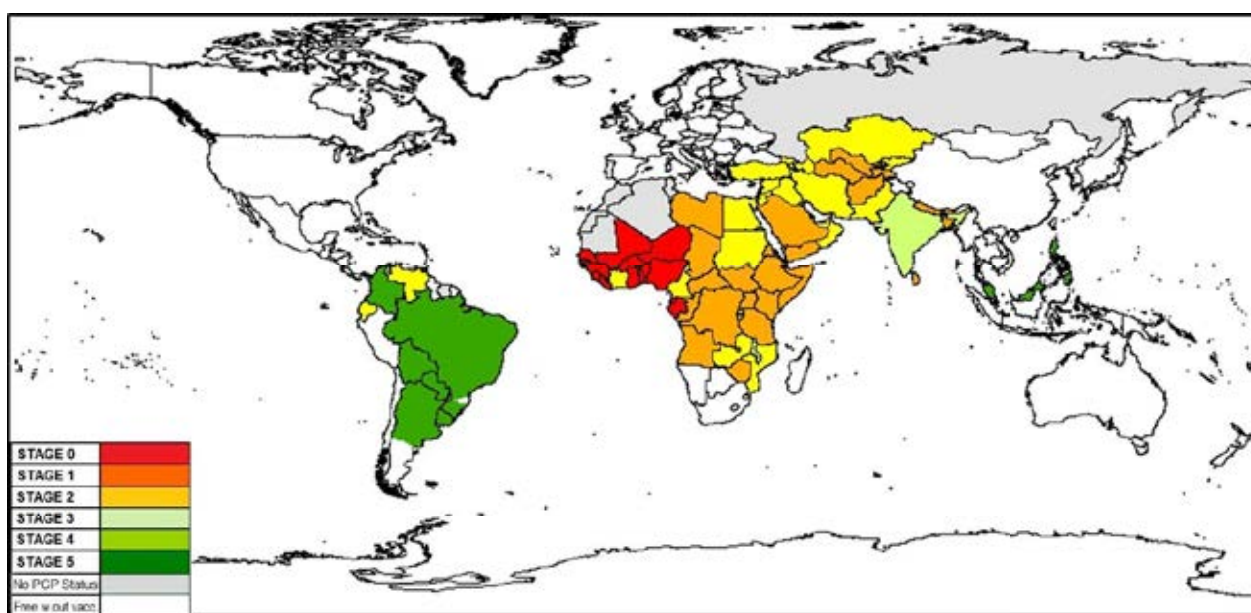 STAGE 0
STAGE 1
STAGE 2
STAGE 3
STAGE 4
STAGE 5
No PCP Status
Free w out vacc.